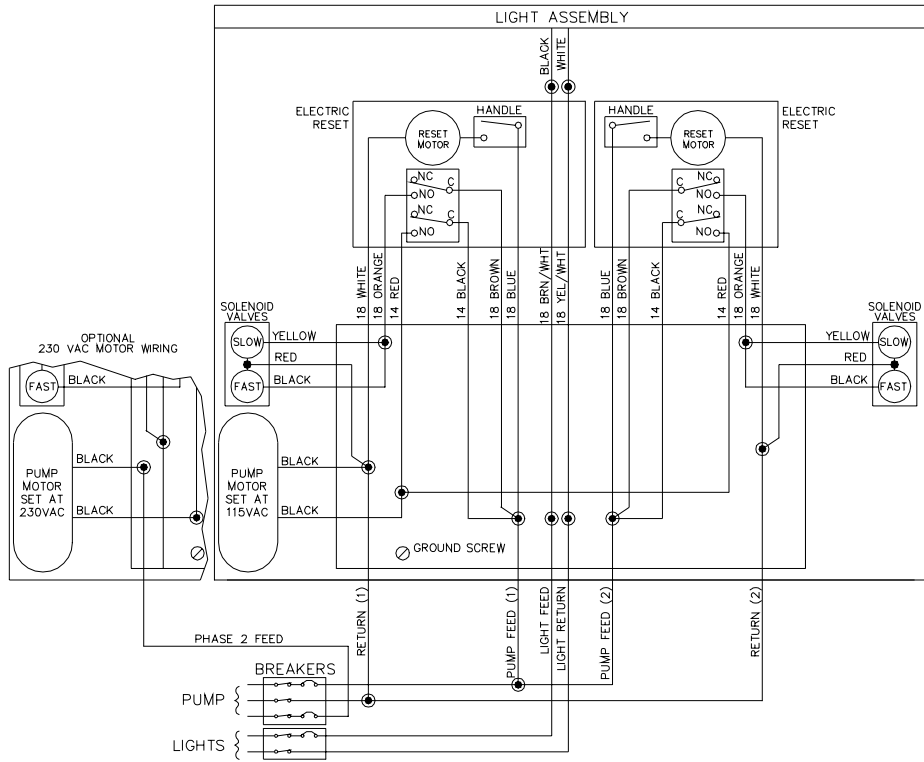 LIGHT ASSEMBLY
BLACK
WHITE
ELECTRIC
RESET
HANDLE
RESET
MOTOR
NC
C
NO
NC
C
NO
HANDLE
RESET
MOTOR
ELECTRIC
RESET
NC
C
NO
NC
C
NO
18 WHITE
18 ORANGE
14 RED
14 BLACK
18 BROWN
18 BLUE
18 BRN/WHT
18 YEL/WHT
18 BLUE
18 BROWN
14 BLACK
14 RED
18 ORANGE
18 WHITE
SOLENOID
VALVES
SLOW
FAST
YELLOW
RED
BLACK
SOLENOID
VALVES
YELLOW
SLOW
RED
BLACK
FAST
OPTIONAL
230 VAC MOTOR WIRING
FAST
BLACK
BLACK
PUMP
MOTOR
SET AT
230VAC
BLACK
BLACK
PUMP
MOTOR
SET AT
115VAC
BLACK
GROUND SCREW
RETURN (1)
PUMP FEED (1)
LIGHT FEED
LIGHT RETURN
PUMP FEED (2)
RETURN (2)
PHASE 2 FEED
BREAKERS
PUMP
LIGHTS